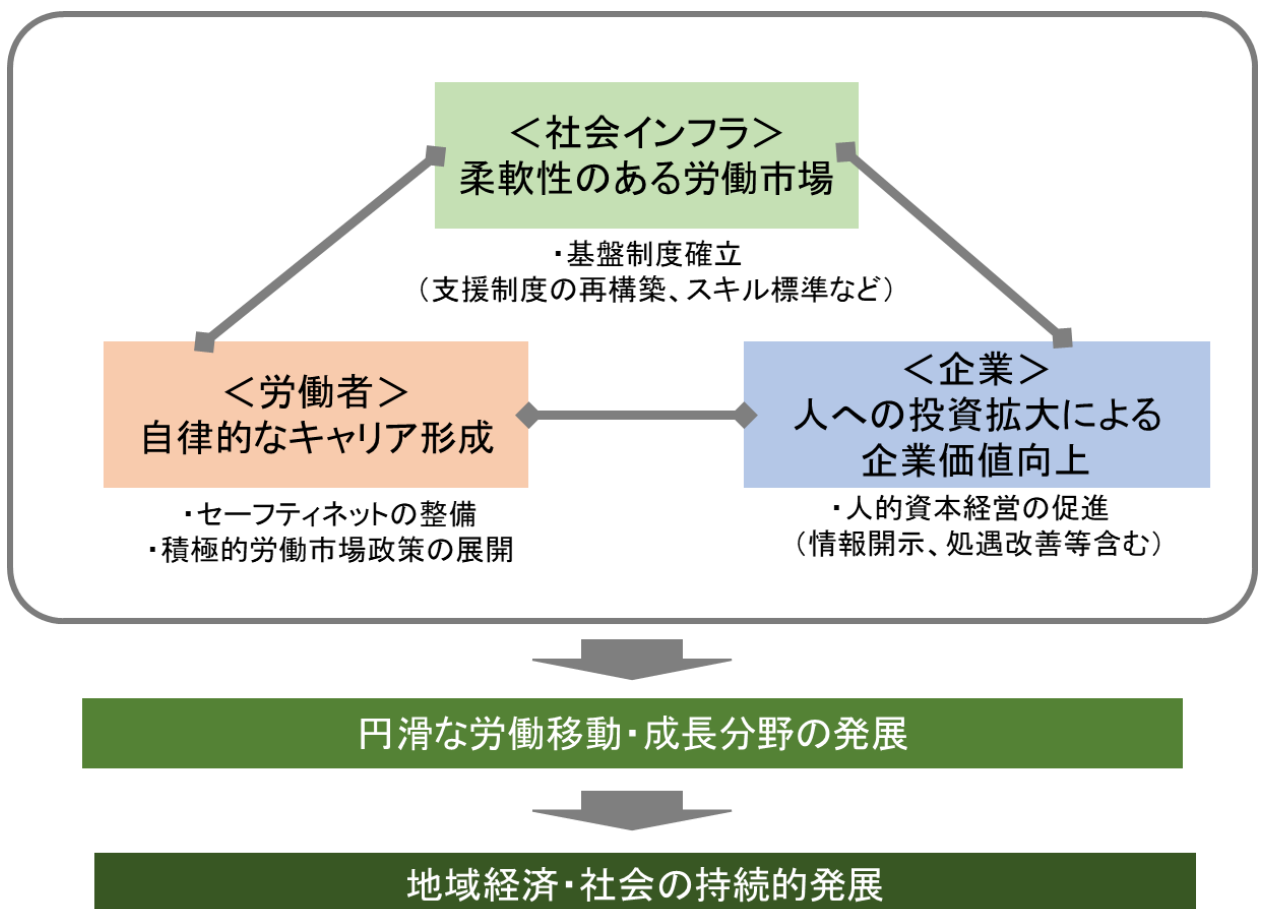 ＜社会インフラ＞
柔軟性のある労働市場
・基盤制度確立
（支援制度の再構築、スキル標準など）
＜労働者＞
自律的なキャリア形成
・セーフティネットの整備
・積極的労働市場政策の展開
＜企業＞
人への投資拡大による
企業価値向上
・人的資本経営の促進
（情報開示、処遇改善等含む）
円滑な労働移動・成長分野の発展
地域経済・社会の持続的発展